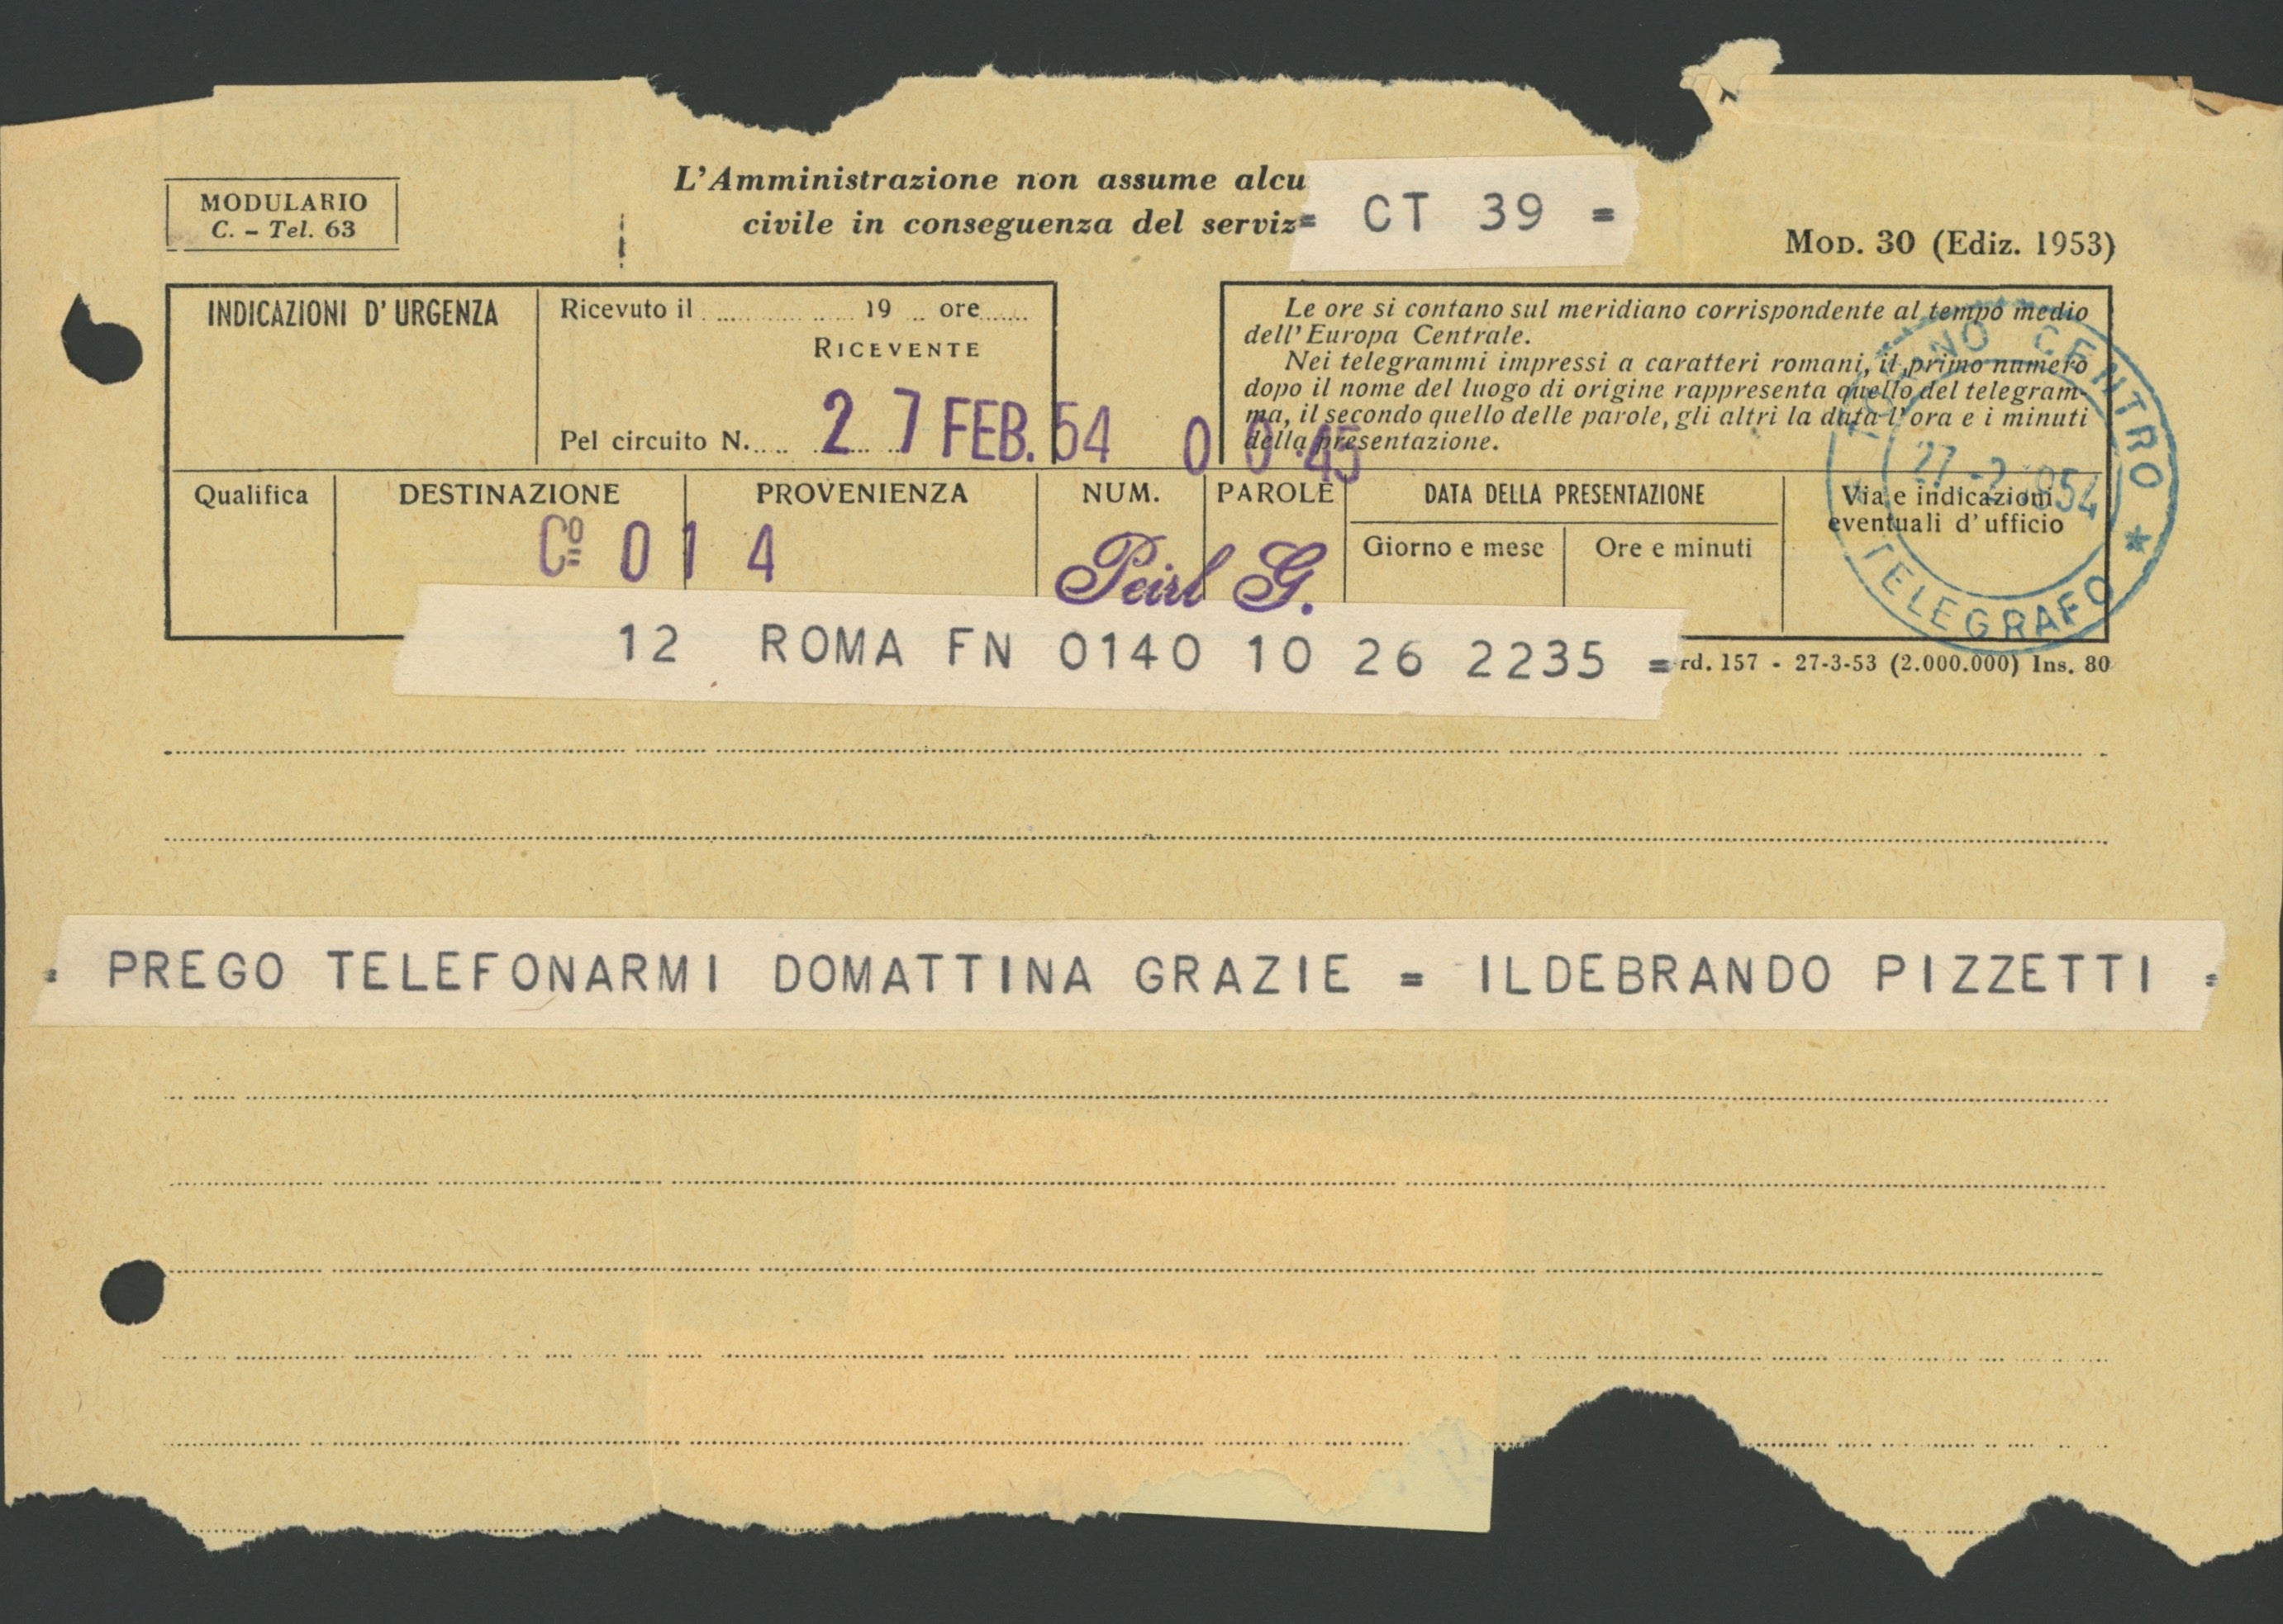 MODULARIO
C. - Tel. 63
L'Amministrazione non assume alcu
civile in conseguenza del serviz
= CT 39 =
MOD. 30 (Ediz. 1953)
INDICAZIONI D'URGENZA
Ricevuto il 19 ore
RICEVENTE
Pel circuito N.
27 FEB. 54 00.45
Le ore si contano sul meridiano corrispondente al tempo medio
dell'Europa Centrale.
Nei telegrammi impressi a caratteri romani, il primo numero
dopo il nome del luogo di origine rappresenta quello del telegram-
ma, il secondo quello delle parole, gli altri la data l'ora e i minuti
della presentazione.
CENTRO
27-2 1954
* TELEGRAFO
Qualifica
DESTINAZIONE
PROVENIENZA
NUM.
PAROLE
DATA DELLA PRESENTAZIONE
Giorno e mese
Ore e minuti
Via e indicazioni
eventuali d'ufficio
Cº 014
G.
12 ROMA FN 0140 10 26 2235 =
rd. 157 - 27-3-53 (2.000.000) Ins. 80
= PREGO TELEFONARMI DOMATTINA GRAZIE = ILDEBRANDO PIZZETTI =